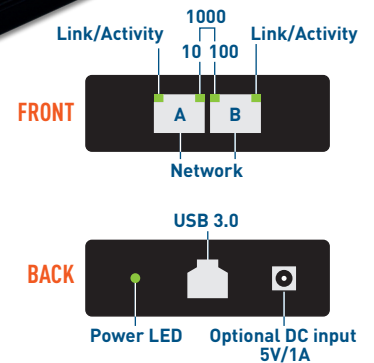 1000
Link/Activity Link/Activity
10 100
FRONT
A B
Network
USB 3.0
BACK
Power LED Optional DC input
5V/1A